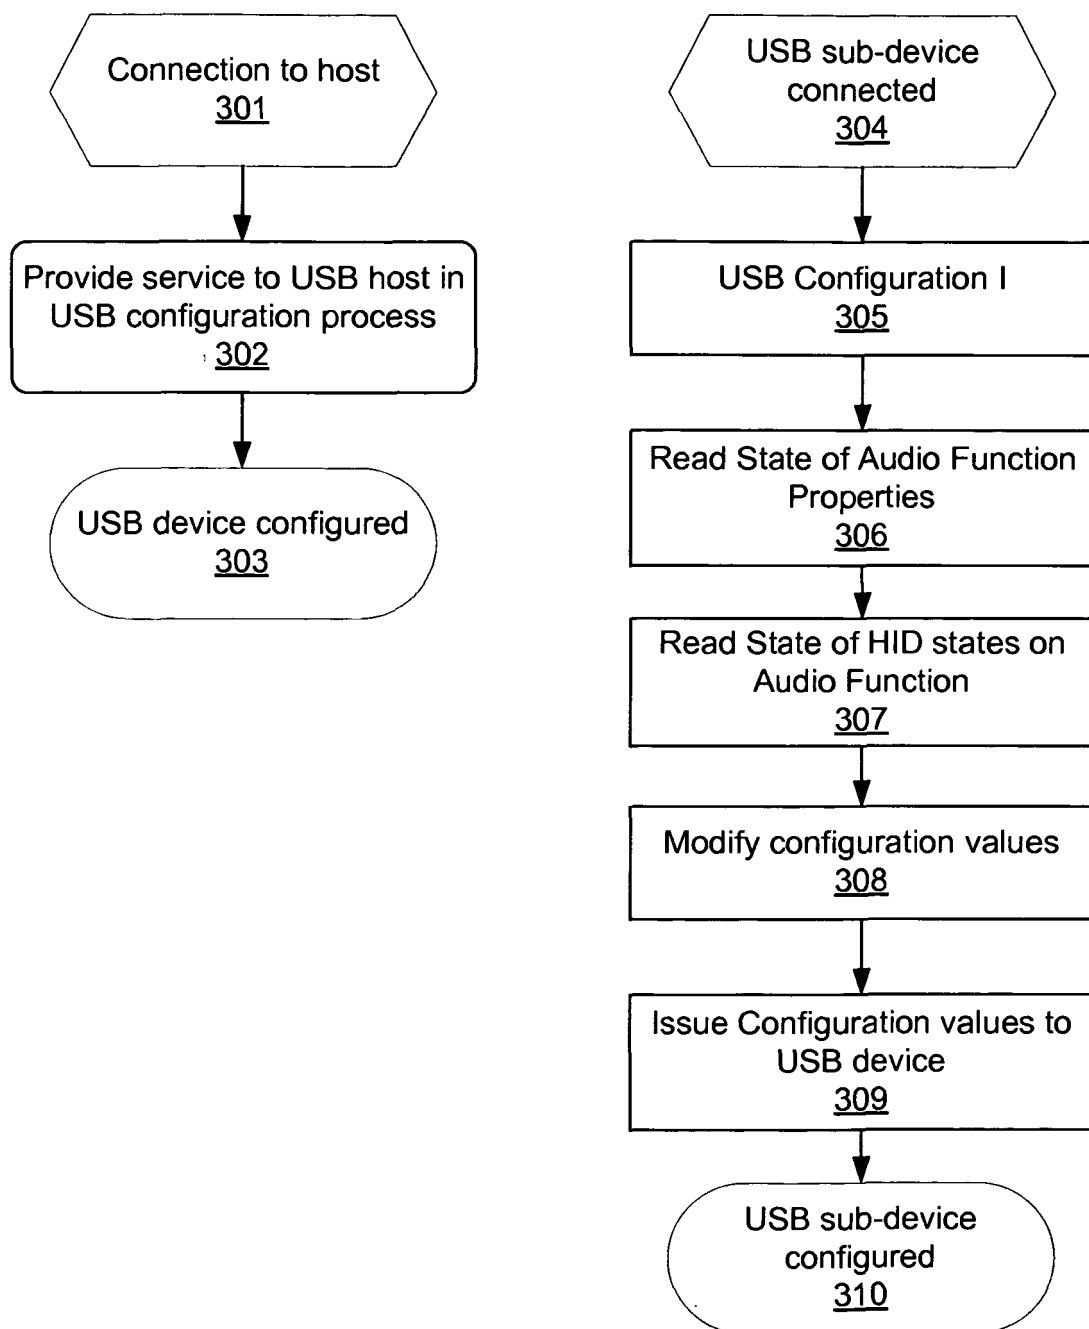 Connection to host
301
Provide service to USB host in
USB configuration process
302
USB device configured
303
USB sub-device
connected
304
USB Configuration I
305
Read State of Audio Function
Properties
306
Read State of HID states on
Audio Function
307
Modify configuration values
308
Issue Configuration values to
USB device
309
USB sub-device
configured
310